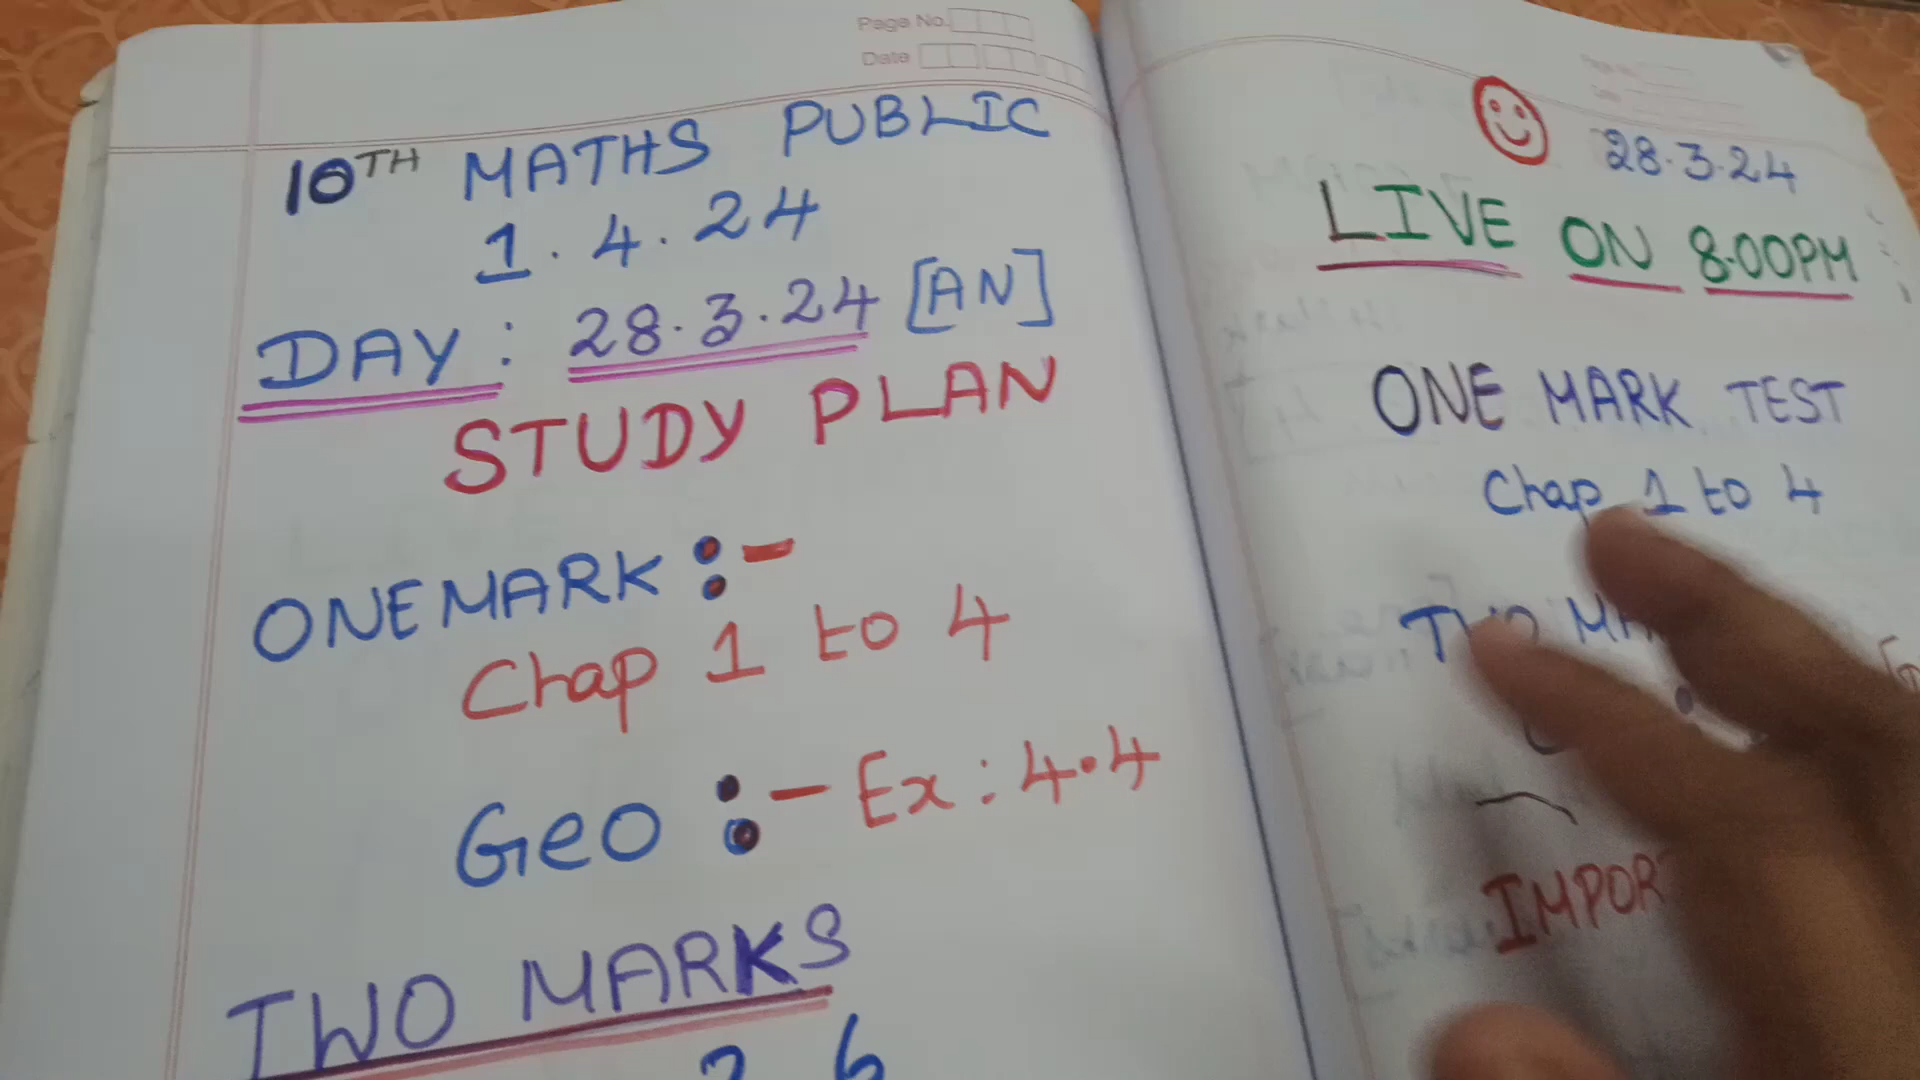 Page No.
Date
10TH MATHS PUBLIC
1.4.24
DAY : 28.3.24 [AN]
STUDY PLAN
ONEMARK :-
Chap 1 to 4
Geo :- Ex : 4.4
TWO MARKS
28.3.24
LIVE ON 8.00PM
ONE MARK TEST
Chap 1 to 4
TWO